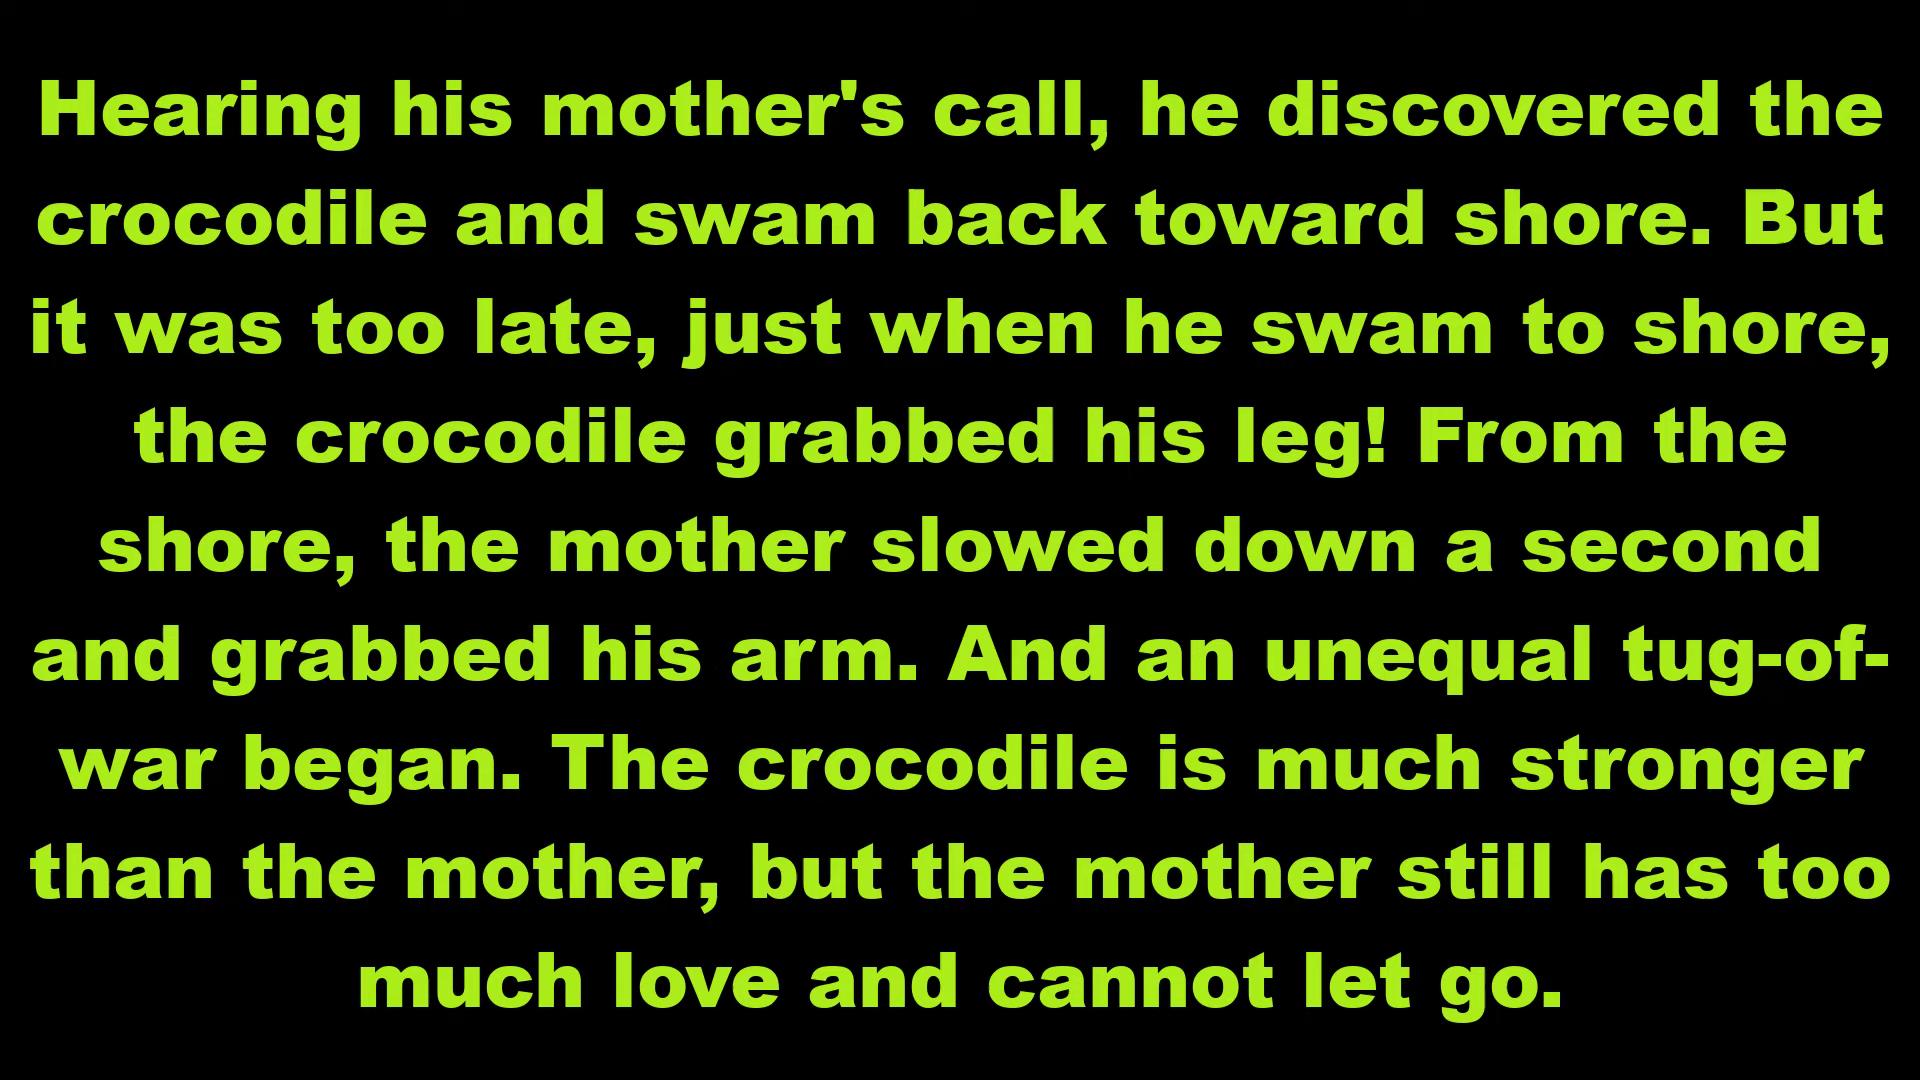 Hearing his mother's call, he discovered the
crocodile and swam back toward shore. But
it was too late, just when he swam to shore,
the crocodile grabbed his leg! From the
shore, the mother slowed down a second
and grabbed his arm. And an unequal tug-of-
war began. The crocodile is much stronger
than the mother, but the mother still has too
much love and cannot let go.